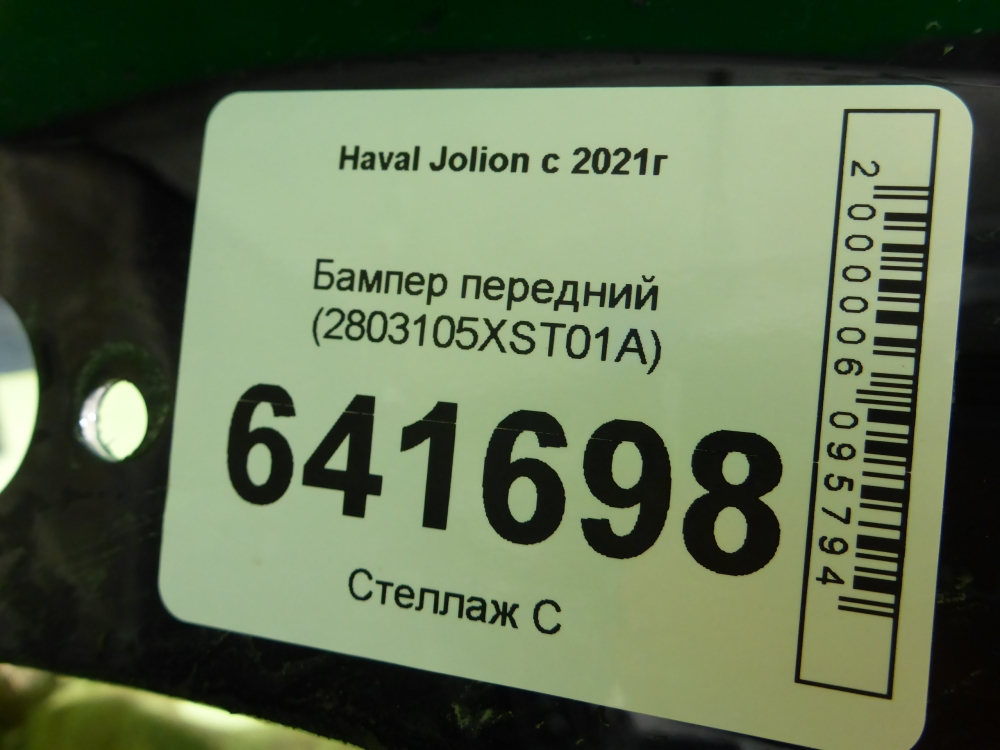 Haval Jolion с 2021г
Бампер передний
(2803105XST01A)
641698
Стеллаж С
2000006095794